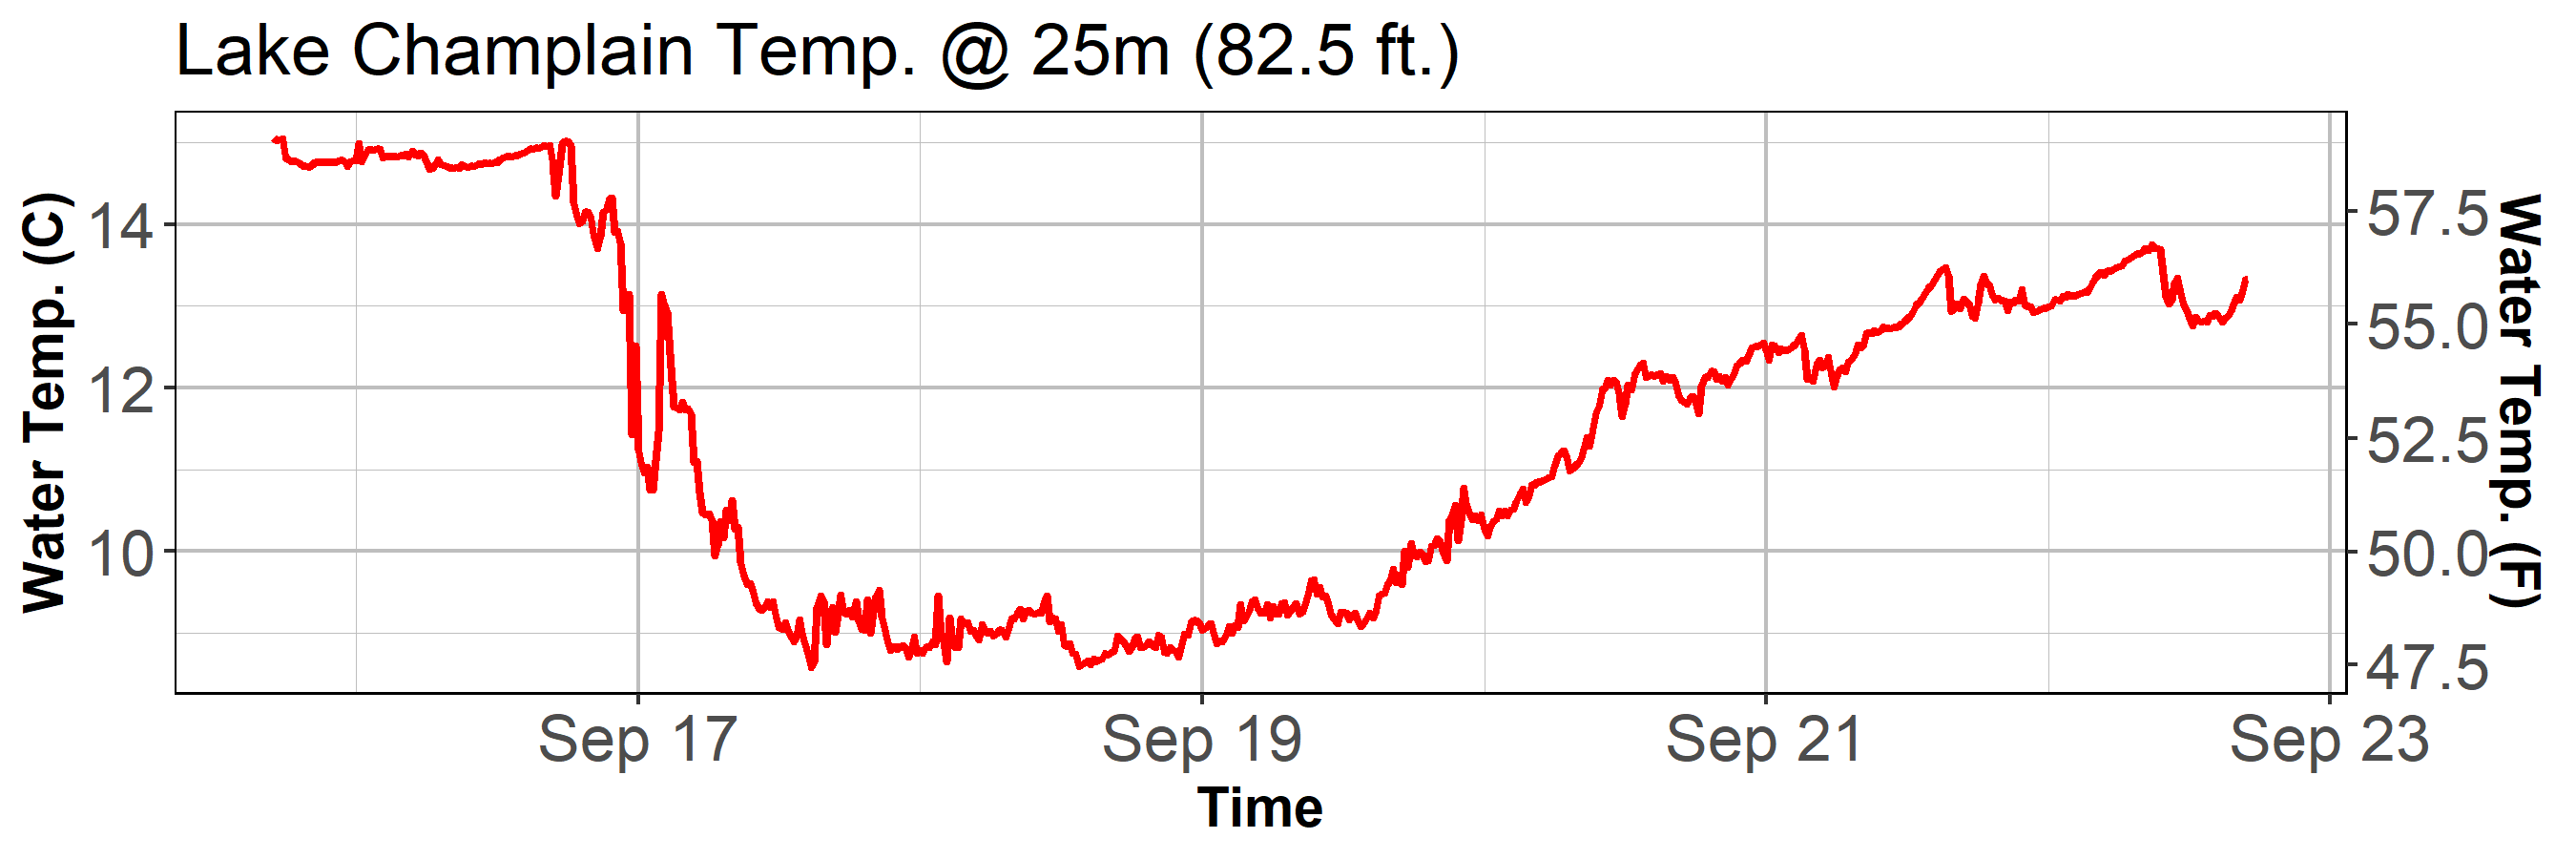 Lake Champlain Temp. @ 25m (82.5 ft.)
Water Temp. (C)
14
12
10
57.5
55.0
52.5
50.0
47.5
Water Temp. (F)
Sep 17
Sep 19
Sep 21
Sep 23
Time